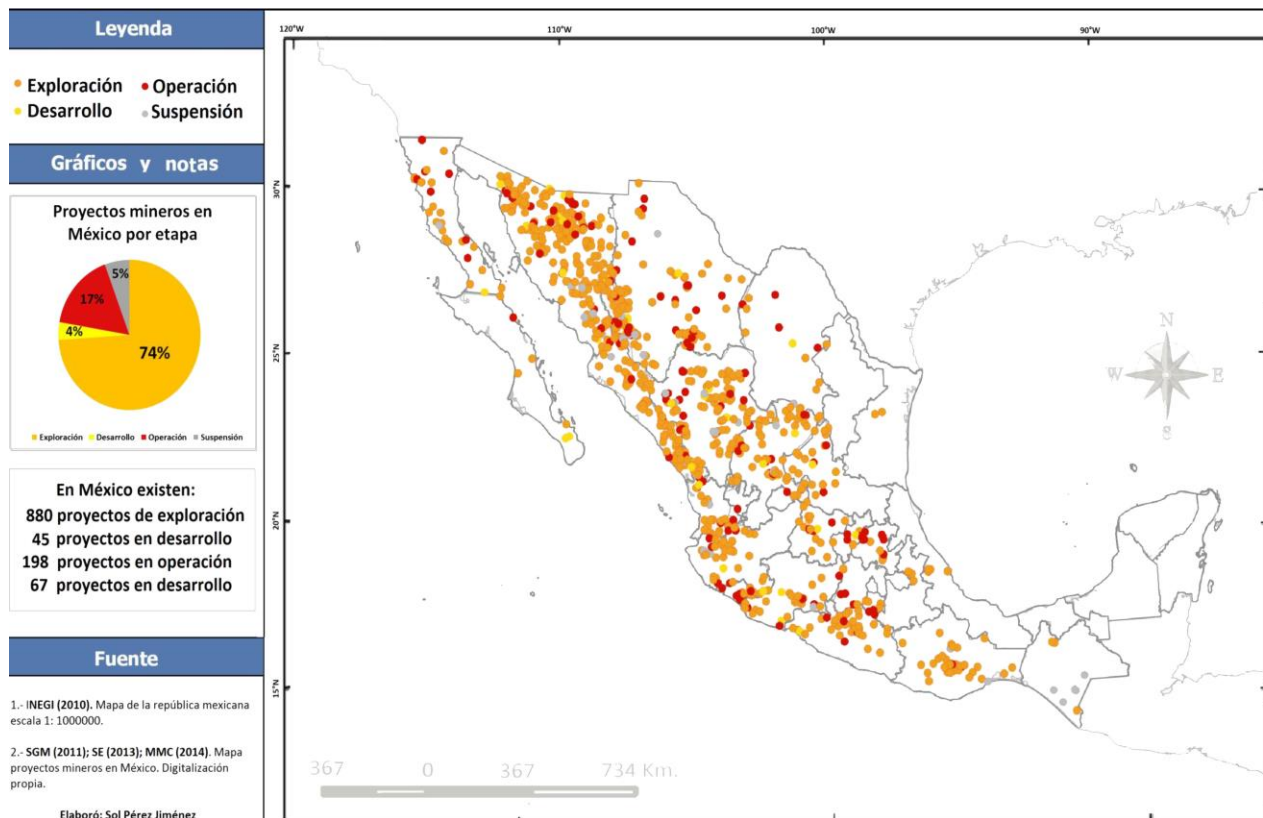 Leyenda
Exploración
Operación
Desarrollo
Suspensión
Gráficos y notas
Proyectos mineros en
México por etapa
5%
17%
4%
74%
Exploración Desarrollo Operación Suspensión
En México existen:
880 proyectos de exploración
45 proyectos en desarrollo
198 proyectos en operación
67 proyectos en desarrollo
Fuente
1.- INEGI (2010). Mapa de la república mexicana
escala 1: 1000000.
2.- SGM (2011); SE (2013); MMC (2014). Mapa
proyectos mineros en México. Digitalización
propia.
Elaboró: Sol Pérez Jiménez
120°W 110°W 100°W 90°W
30°N
25°N
20°N
15°N
N
W E
S
367 0 367 734 Km.